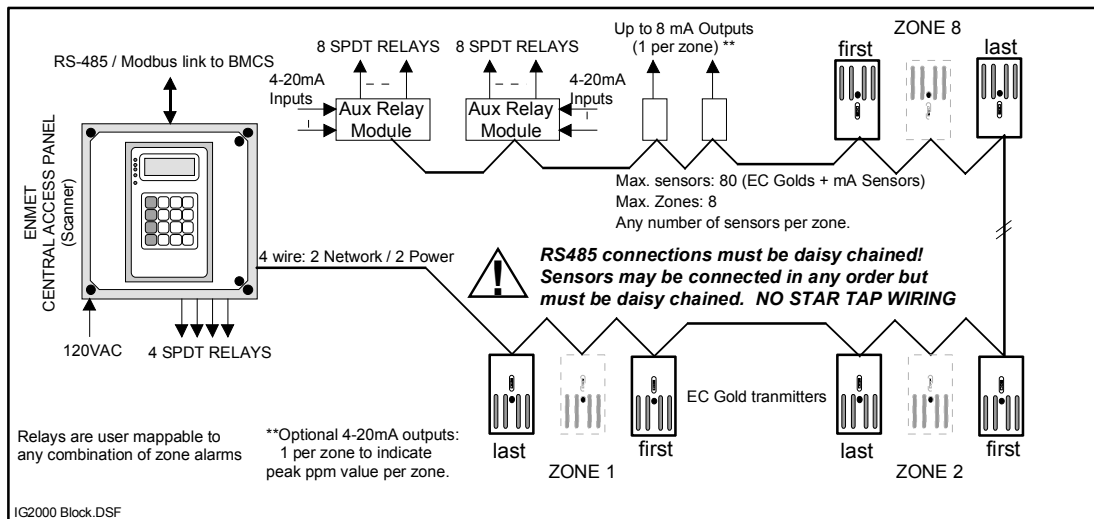 ZONE 8
Up to 8 mA Outputs
(1 per zone) **
first
last
8 SPDT RELAYS
8 SPDT RELAYS
RS-485 / Modbus link to BMCS
4-20mA
Inputs
4-20mA
Inputs
Aux Relay
Module
Aux Relay
Module
ENMET
CENTRAL ACCESS PANEL
(Scanner)
Max. sensors: 80 (EC Golds + mA Sensors)
Max. Zones: 8
Any number of sensors per zone.
4 wire: 2 Network / 2 Power
!
RS485 connections must be daisy chained!
Sensors may be connected in any order but
must be daisy chained. NO STAR TAP WIRING
120VAC
4 SPDT RELAYS
EC Gold tranmitters
Relays are user mappable to
any combination of zone alarms
**Optional 4-20mA outputs:
1 per zone to indicate
peak ppm value per zone.
last
first
last
first
ZONE 1
ZONE 2
IG2000 Block.DSF